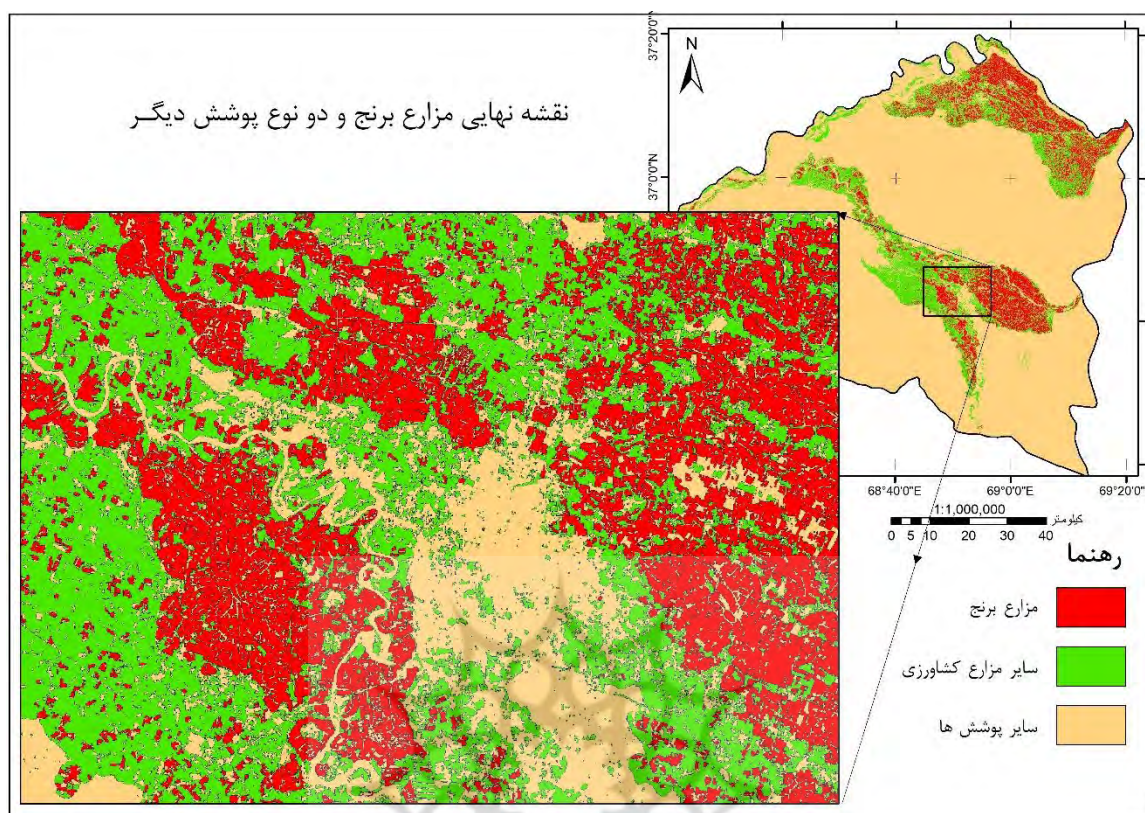 نقشه نهایی مزارع برنج و دو نوع پوشش دیگـر
N
37°20'0"N
37°0'0"N
68°40'0"E
69°0'0"E
69°20'0"E
1:1,000,000
0 5 10 20 30 40
کیلومتر
رهنما
مزارع برنج
سایر مزارع کشاورزی
سایر پوشش ها